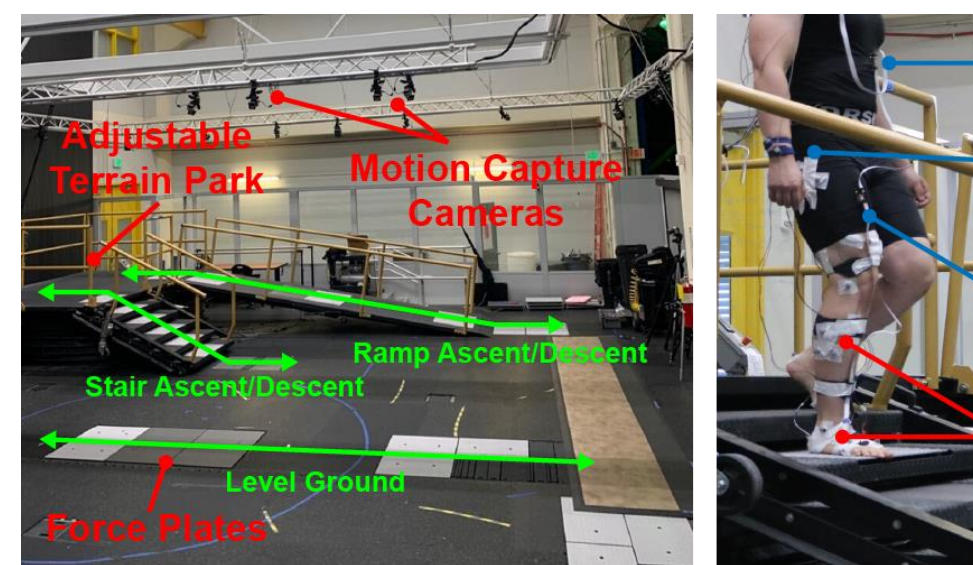 Adjustable
Terrain Park
Motion Capture
Cameras
Ramp Ascent/Descent
Stair Ascent/Descent
Level Ground
Force Plates